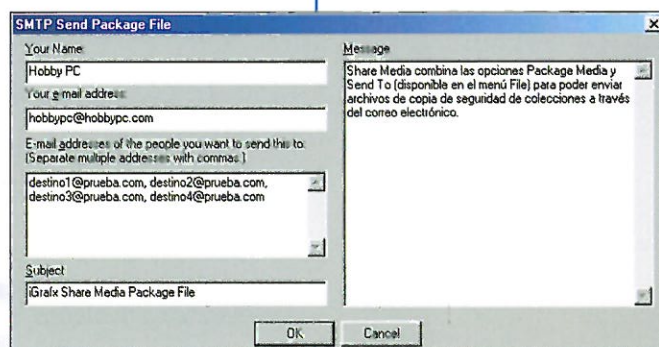 SMTP Send Package File
Your Name:
Hobby PC
Your e-mail address:
hobbypc@hobbypc.com
E-mail addresses of the people you want to send this to.
(Separate multiple addresses with commas.)
destino1@prueba.com, destino2@prueba.com,
destino3@prueba.com, destino4@prueba.com
Subject
iGrafx Share Media Package File
Message
Share Media combina las opciones Package Media y
Send To (disponible en el menú File) para poder enviar
archivos de copia de seguridad de colecciones a través
del correo electrónico.
OK
Cancel